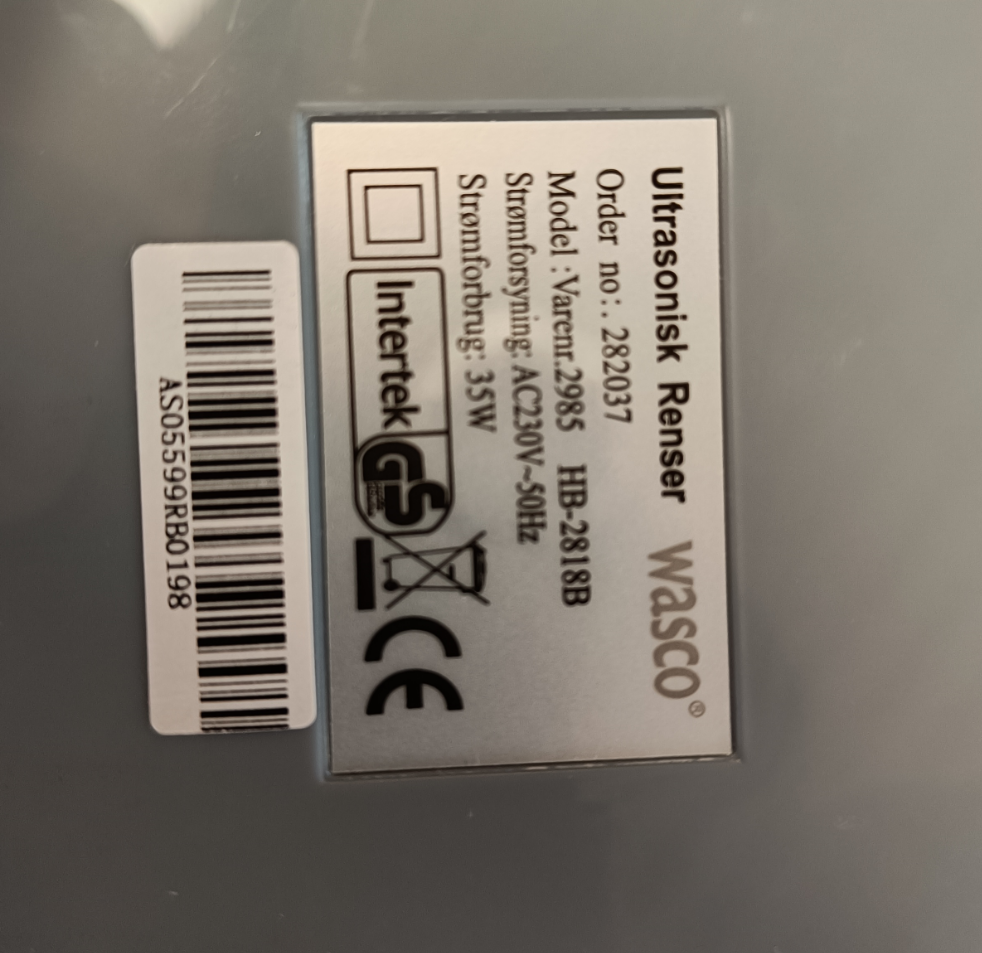 Ultrasonisk Renser wasco®
Order no:. 282037
Model :Varenr.2985 HB-2818B
Strømforsyning: AC230V~50Hz
Strømforbrug: 35W
Intertek GS CE
AS05599RB0198